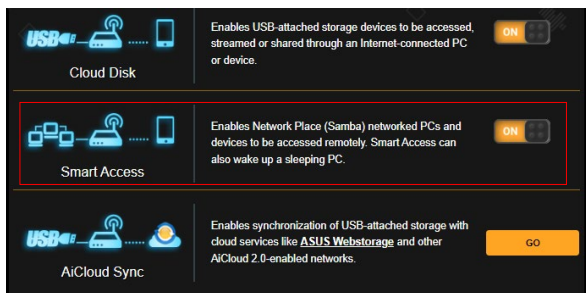 USB
Cloud Disk
Enables USB-attached storage devices to be accessed,
streamed or shared through an Internet-connected PC
or device.
ON
Smart Access
Enables Network Place (Samba) networked PCs and
devices to be accessed remotely. Smart Access can
also wake up a sleeping PC.
ON
USB
AiCloud Sync
Enables synchronization of USB-attached storage with
cloud services like ASUS Webstorage and other
AiCloud 2.0-enabled networks.
GO